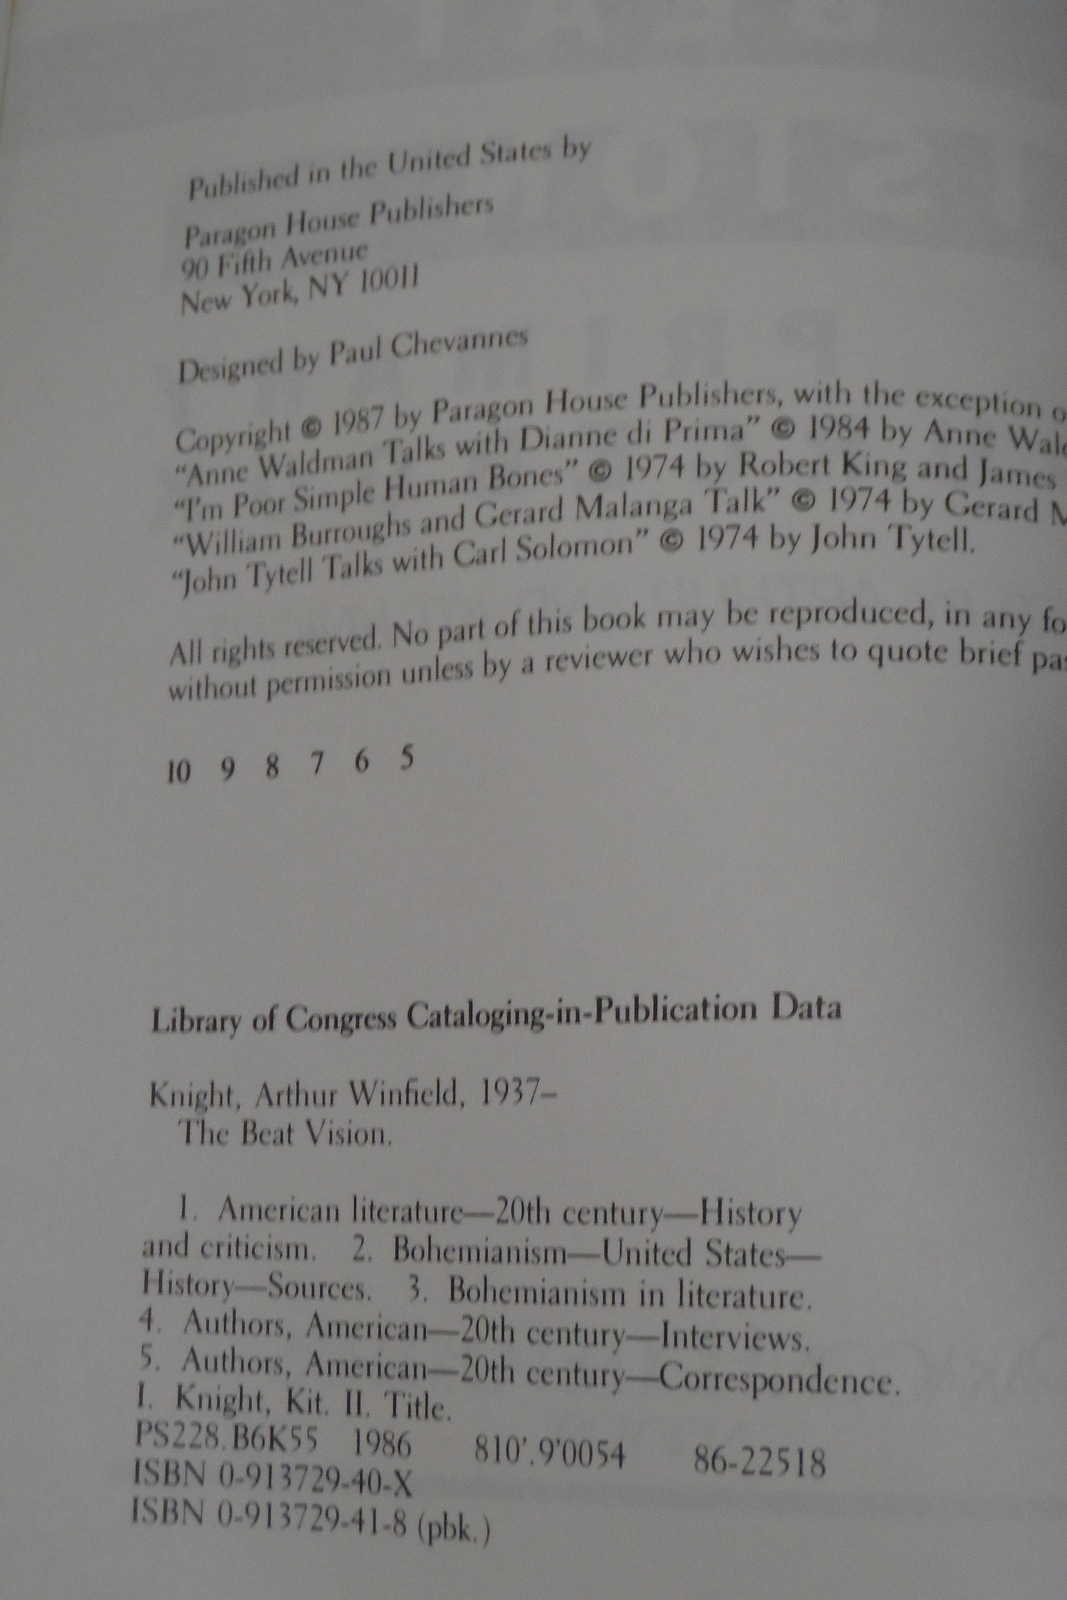 Published in the United States by
Paragon House Publishers
90 Fifth Avenue
New York, NY 10011
Designed by Paul Chevannes
Copyright © 1987 by Paragon House Publishers, with the exception
“Anne Waldman Talks with Dianne di Prima” © 1984 by Anne
“I'm Poor Simple Human Bones” © 1974 by Robert King and James
“William Burroughs and Gerard Malanga Talk” © 1974 by Gerard
“John Tytell Talks with Carl Solomon” © 1974 by John Tytell.
All rights reserved. No part of this book may be reproduced, in any
without permission unless by a reviewer who wishes to quote brief
10 9 8 7 6 5
Library of Congress Cataloging-in-Publication Data
Knight, Arthur Winfield, 1937–
The Beat Vision.
1. American literature—20th century—History
and criticism. 2. Bohemianism—United States—
History—Sources. 3. Bohemianism in literature.
4. Authors, American—20th century—Interviews.
5. Authors, American—20th century—Correspondence.
I. Knight, Kit. II. Title.
PS228.B6K55 1986 810'.9'0054 86-22518
ISBN 0-913729-40-X
ISBN 0-913729-41-8 (pbk.)